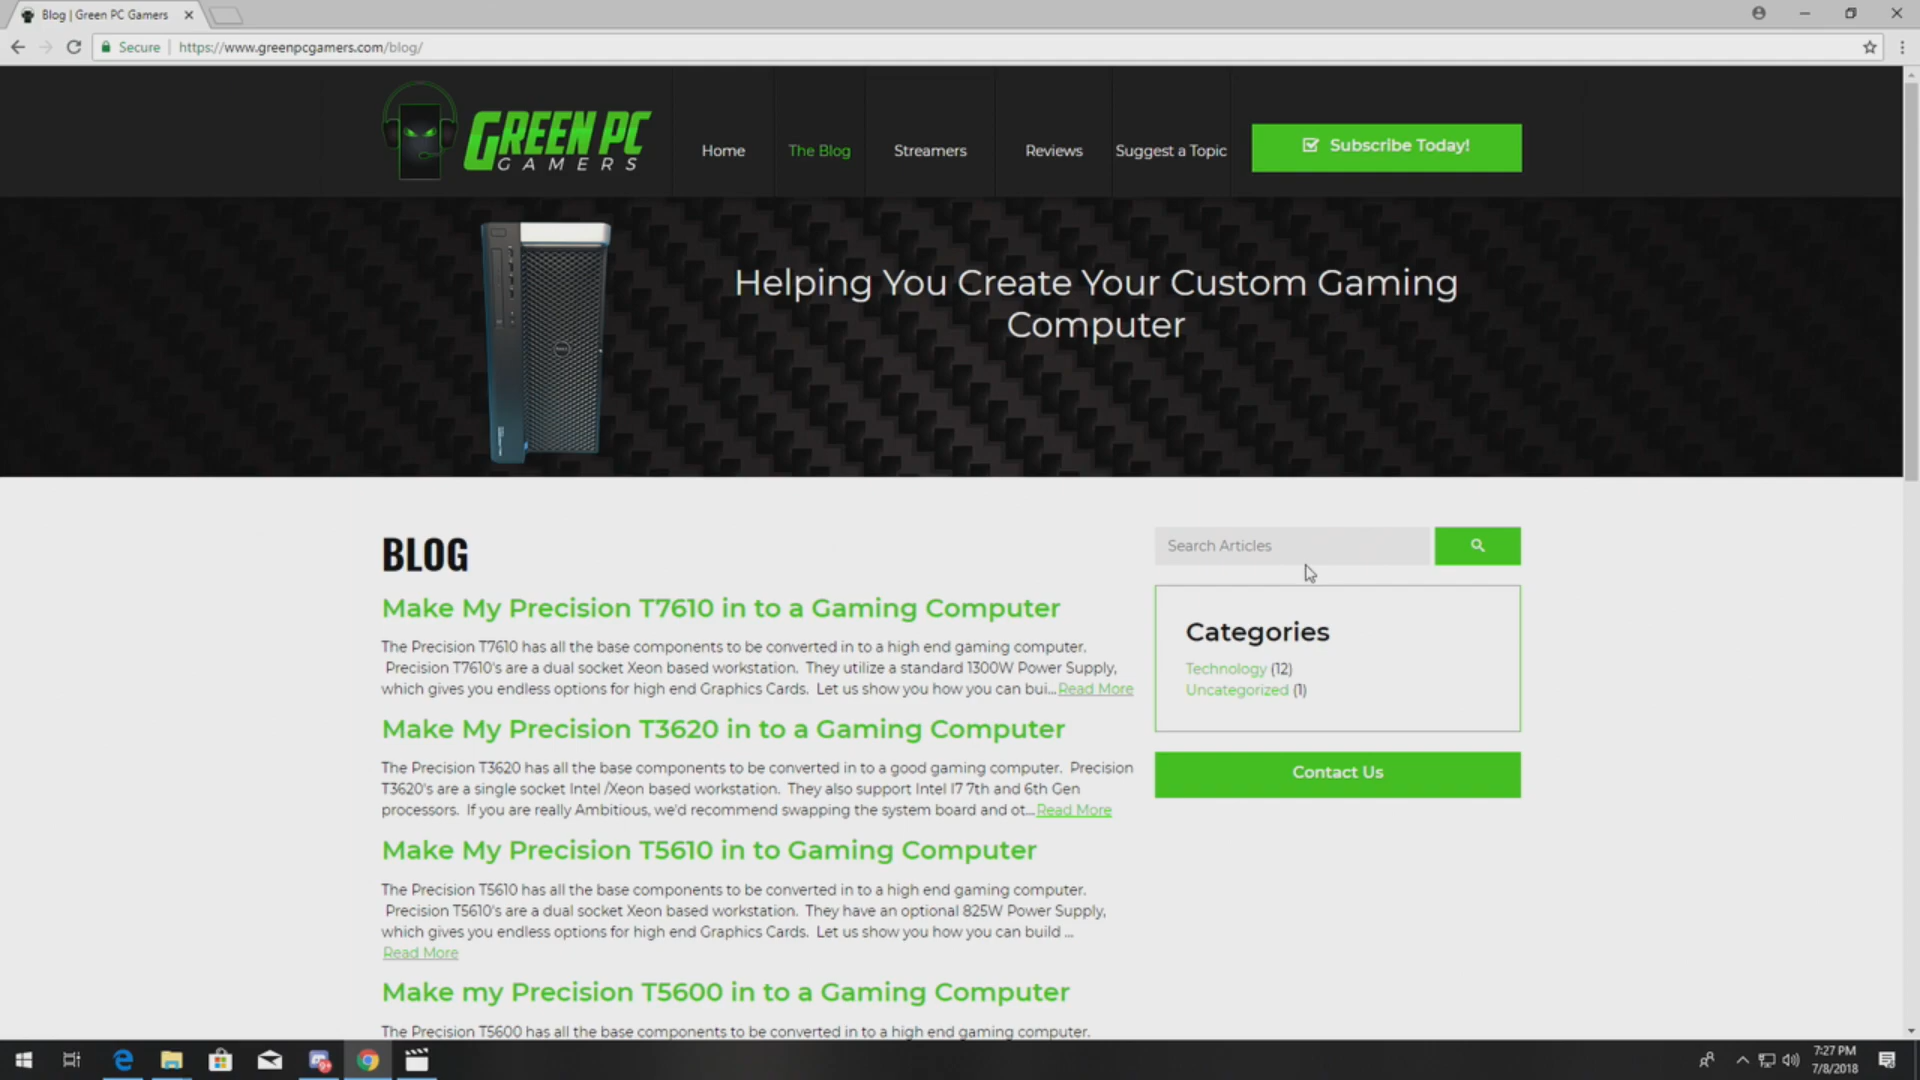 Blog | Green PC Gamers
Secure | https://www.greenpcgamers.com/blog/
GREEN PC
GAMERS
Home
The Blog
Streamers
Reviews
Suggest a Topic
Subscribe Today!
Helping You Create Your Custom Gaming
Computer
BLOG
Make My Precision T7610 in to a Gaming Computer
The Precision T7610 has all the base components to be converted in to a high end gaming computer.
Precision T7610's are a dual socket Xeon based workstation. They utilize a standard 1300W Power Supply,
which gives you endless options for high end Graphics Cards. Let us show you how you can bui...Read More
Make My Precision T3620 in to a Gaming Computer
The Precision T3620 has all the base components to be converted in to a good gaming computer. Precision
T3620's are a single socket Intel /Xeon based workstation. They also support Intel I7 7th and 6th Gen
processors. If you are really Ambitious, we'd recommend swapping the system board and ot...Read More
Make My Precision T5610 in to Gaming Computer
The Precision T5610 has all the base components to be converted in to a high end gaming computer.
Precision T5610's are a dual socket Xeon based workstation. They have an optional 825W Power Supply,
which gives you endless options for high end Graphics Cards. Let us show you how you can build ...
Read More
Make my Precision T5600 in to a Gaming Computer
The Precision T5600 has all the base components to be converted in to a high end gaming computer.
Search Articles
Categories
Technology (12)
Uncategorized (1)
Contact Us
7:27 PM
7/8/2018